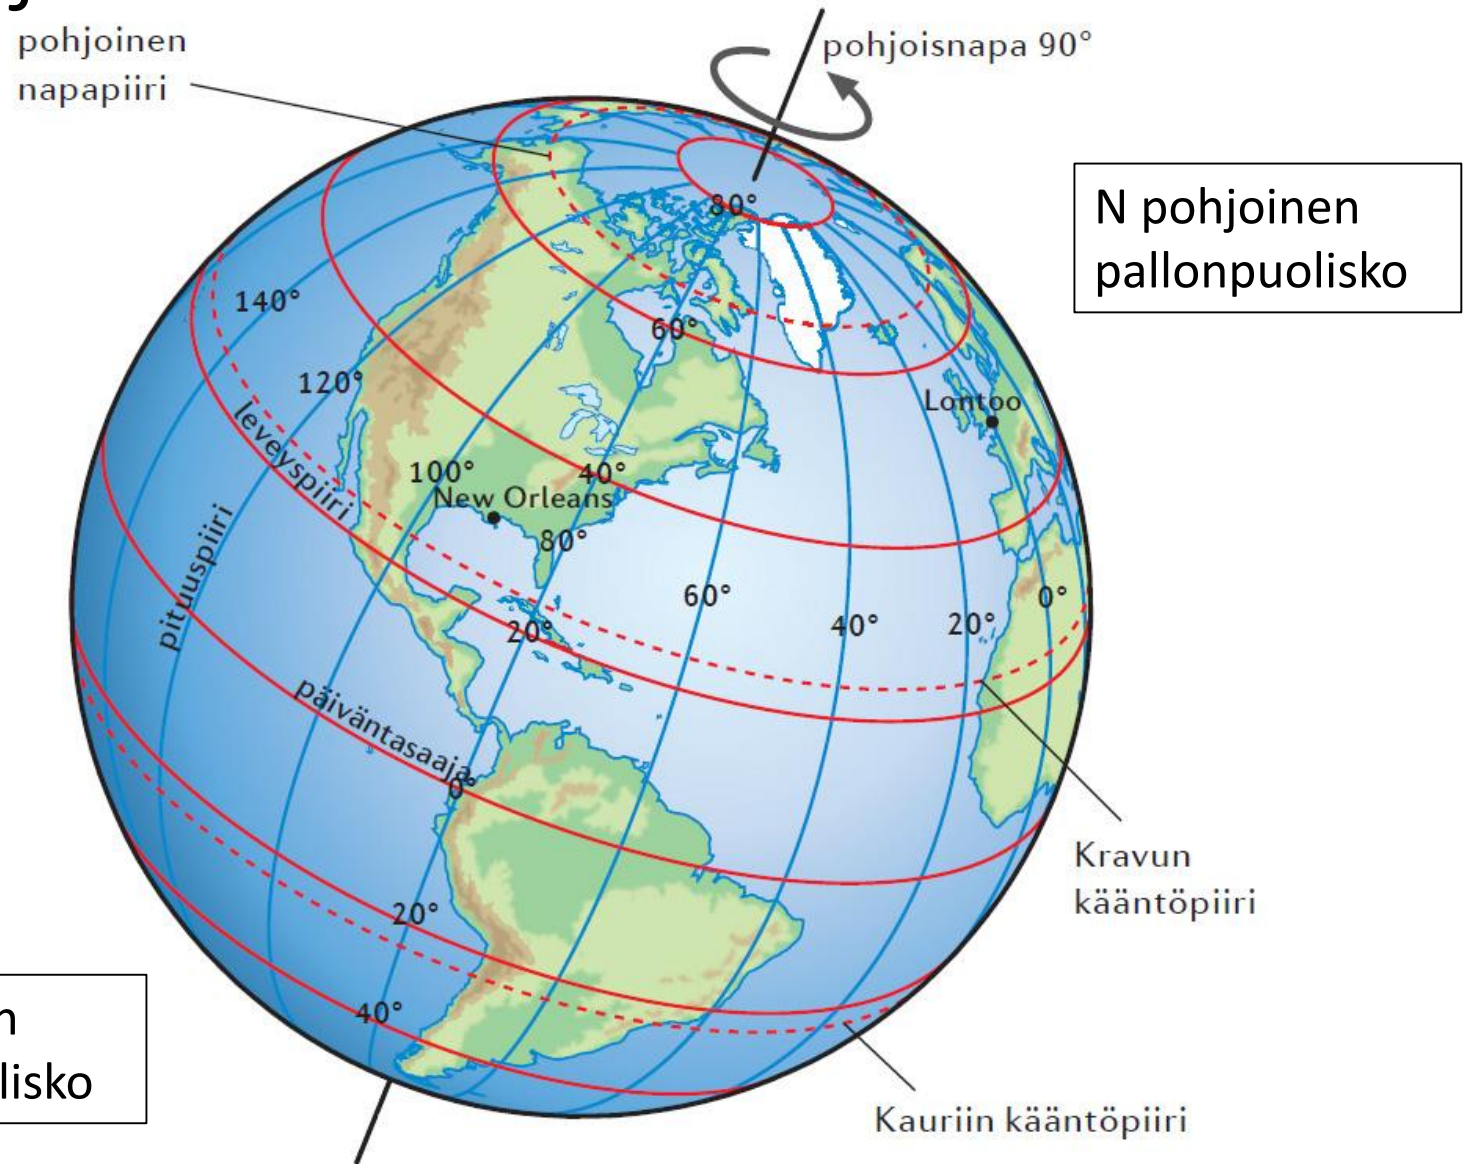 pohjoinen
napapiiri
pohjoisnapa 90°
N pohjoinen
pallonpuolisko
80°
60°
140°
120°
Lontoo
leveyspiiri
100°
40°
New Orleans
80°
pituuspiiri
60°
0°
20°
40°
20°
päiväntasaaja
0°
Kravun
kääntöpiiri
20°
40°
lisko
Kauriin kääntöpiiri